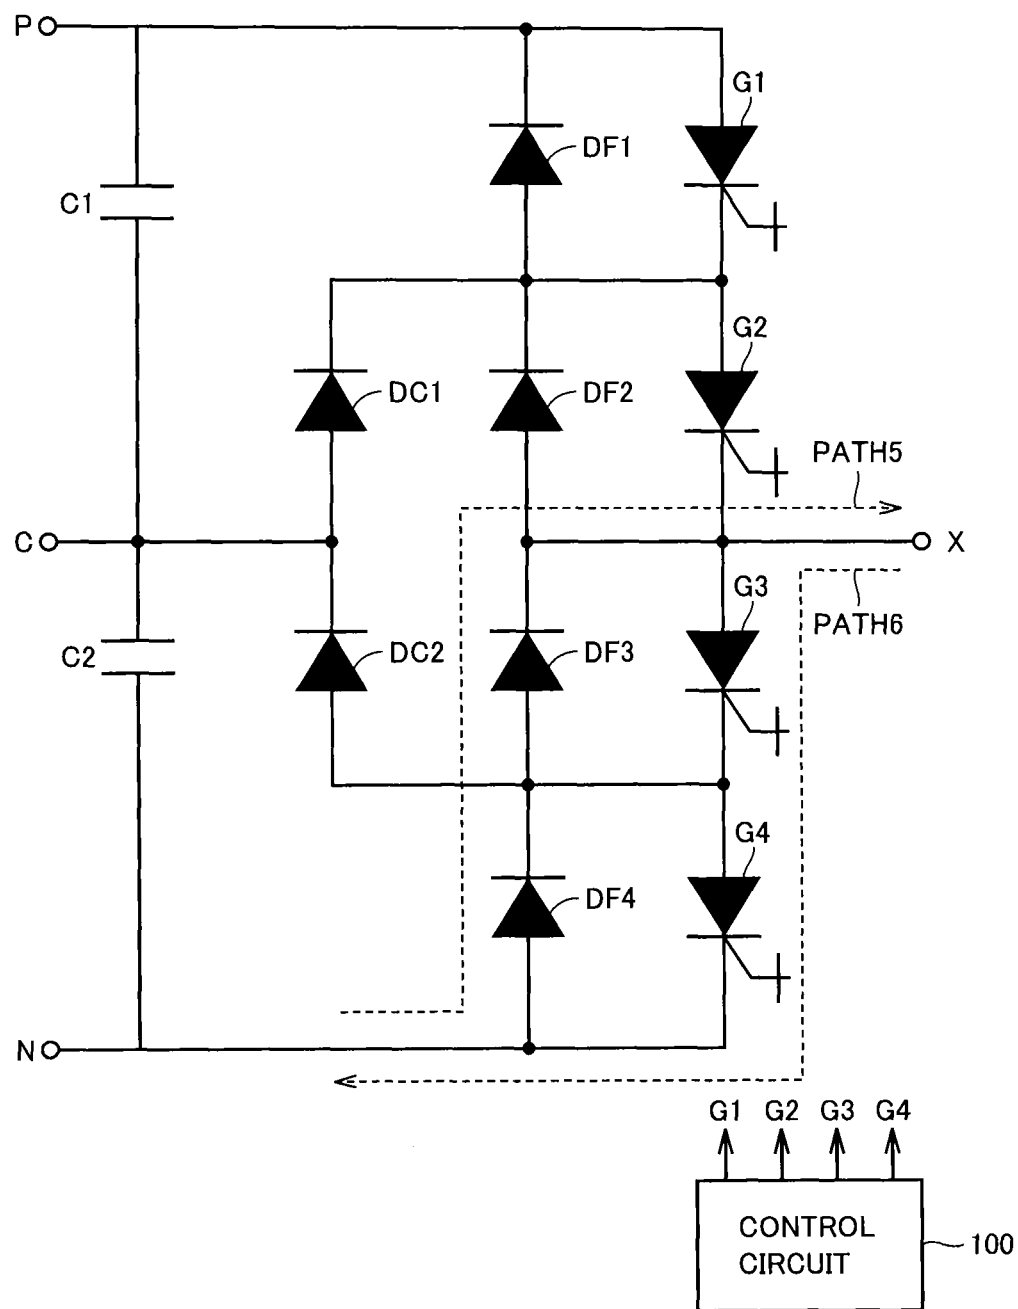 P
G1
DF1
C1
G2
DC1
DF2
PATH5
C
X
G3
PATH6
C2
DC2
DF3
G4
DF4
N
G1 G2 G3 G4
CONTROL
CIRCUIT
100